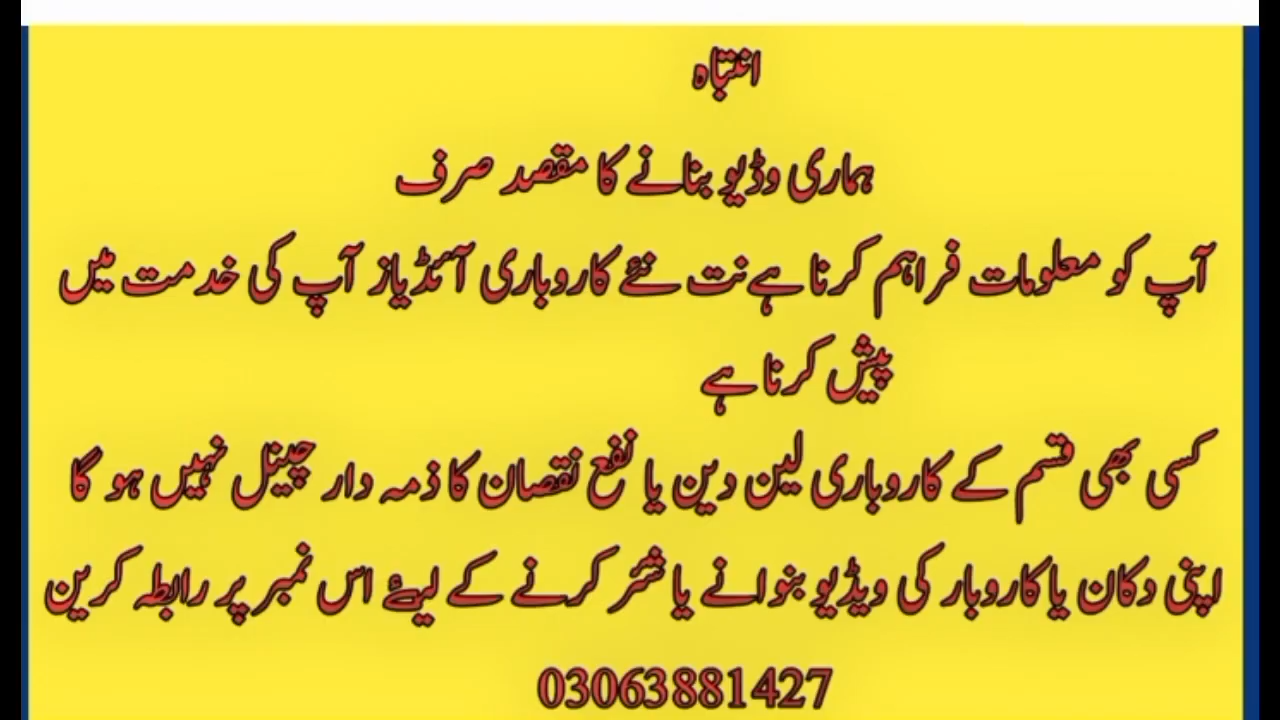 انتباہ
ہماری وڈیو بنانے کا مقصد صرف
آپ کو معلومات فراہم کرنا ہے نت نئے کاروباری آئڈیاز آپ کی خدمت میں
پیش کرنا ہے
کسی بھی قسم کے کاروباری لین دین یا نفع نقصان کا ذمہ دار چینل نہیں ہو گا
اپنی دکان یا کاروبار کی ویڈیو بنوانے یا شئر کرنے کے لیئے اس نمبر پر رابطہ کرین
03063881427